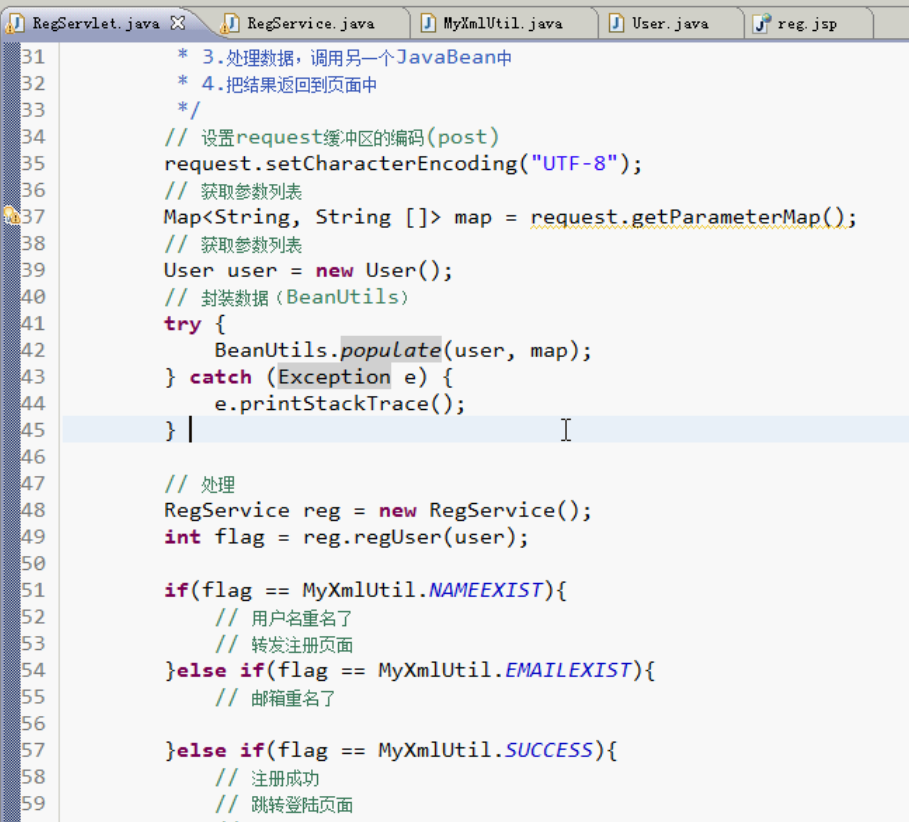 RegServlet.java RegService.java MyXmlUtil.java User.java reg.jsp
31 * 3.处理数据，调用另一个JavaBean中
32 * 4.把结果返回到页面中
33 */
34 // 设置request缓冲区的编码(post)
35 request.setCharacterEncoding("UTF-8");
36 // 获取参数列表
37 Map<String, String []> map = request.getParameterMap();
38 // 获取参数列表
39 User user = new User();
40 // 封装数据（BeanUtils）
41 try {
42 BeanUtils.populate(user, map);
43 } catch (Exception e) {
44 e.printStackTrace();
45 }
46
47 // 处理
48 RegService reg = new RegService();
49 int flag = reg.regUser(user);
50
51 if(flag == MyXmlUtil.NAMEEXIST){
52 // 用户名重名了
53 // 转发注册页面
54 }else if(flag == MyXmlUtil.EMAILEXIST){
55 // 邮箱重名了
56
57 }else if(flag == MyXmlUtil.SUCCESS){
58 // 注册成功
59 // 跳转登陆页面